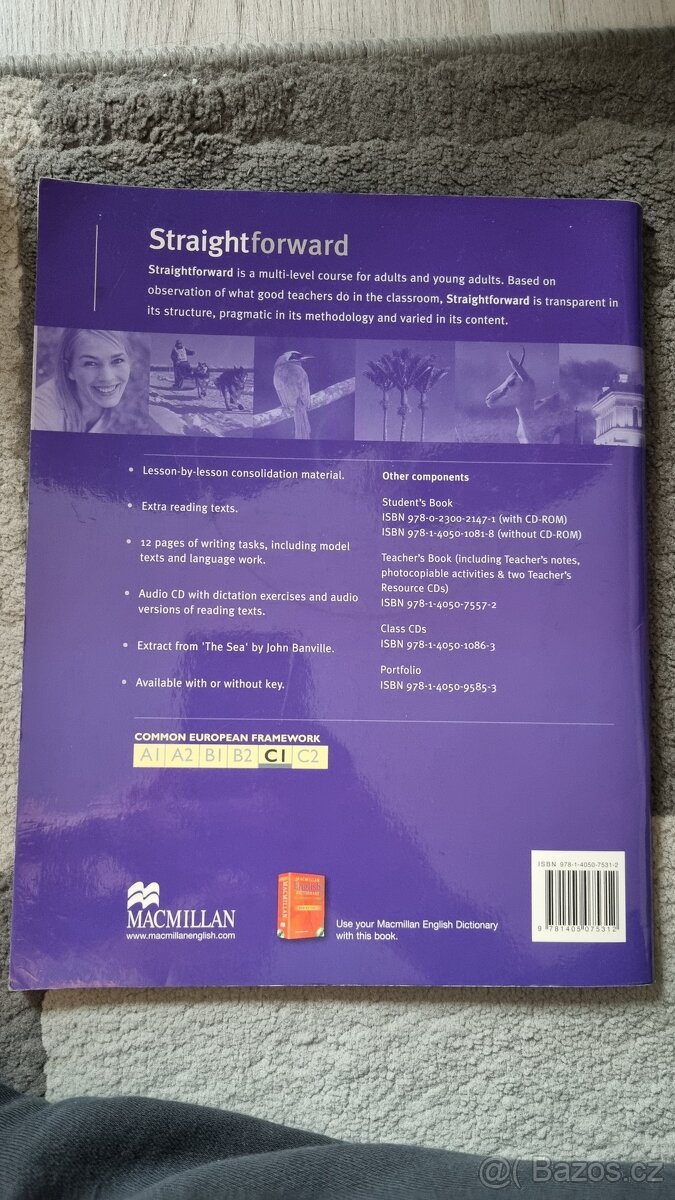 Straightforward
Straightforward is a multi-level course for adults and young adults. Based on
observation of what good teachers do in the classroom, Straightforward is transparent in
its structure, pragmatic in its methodology and varied in its content.
• Lesson-by-lesson consolidation material.
• Extra reading texts.
• 12 pages of writing tasks, including model
texts and language work.
• Audio CD with dictation exercises and audio
versions of reading texts.
• Extract from 'The Sea' by John Banville.
• Available with or without key.
Other components
Student's Book
ISBN 978-0-2300-2147-1 (with CD-ROM)
ISBN 978-1-4050-1081-8 (without CD-ROM)
Teacher's Book (including Teacher's notes,
photocopiable activities & two Teacher's
Resource CDs)
ISBN 978-1-4050-7557-2
Class CDs
ISBN 978-1-4050-1086-3
Portfolio
ISBN 978-1-4050-9585-3
COMMON EUROPEAN FRAMEWORK
A1 A2 B1 B2 C1 C2
MACMILLAN
www.macmillanenglish.com
MACMILLAN
English
DICTIONARY
MACMILLAN
Use your Macmillan English Dictionary
with this book.
ISBN 978-1-4050-7531-2
9 781405 075312
@ Bazos.cz